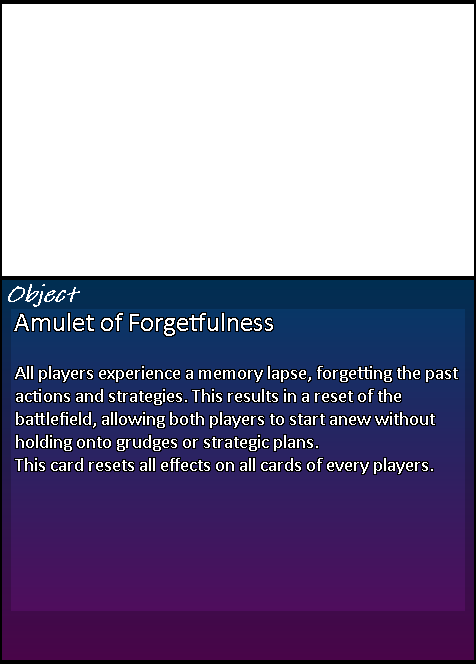 Object
Amulet of Forgetfulness
All players experience a memory lapse, forgetting the past
actions and strategies. This results in a reset of the
battlefield, allowing both players to start anew without
holding onto grudges or strategic plans.
This card resets all effects on all cards of every players.